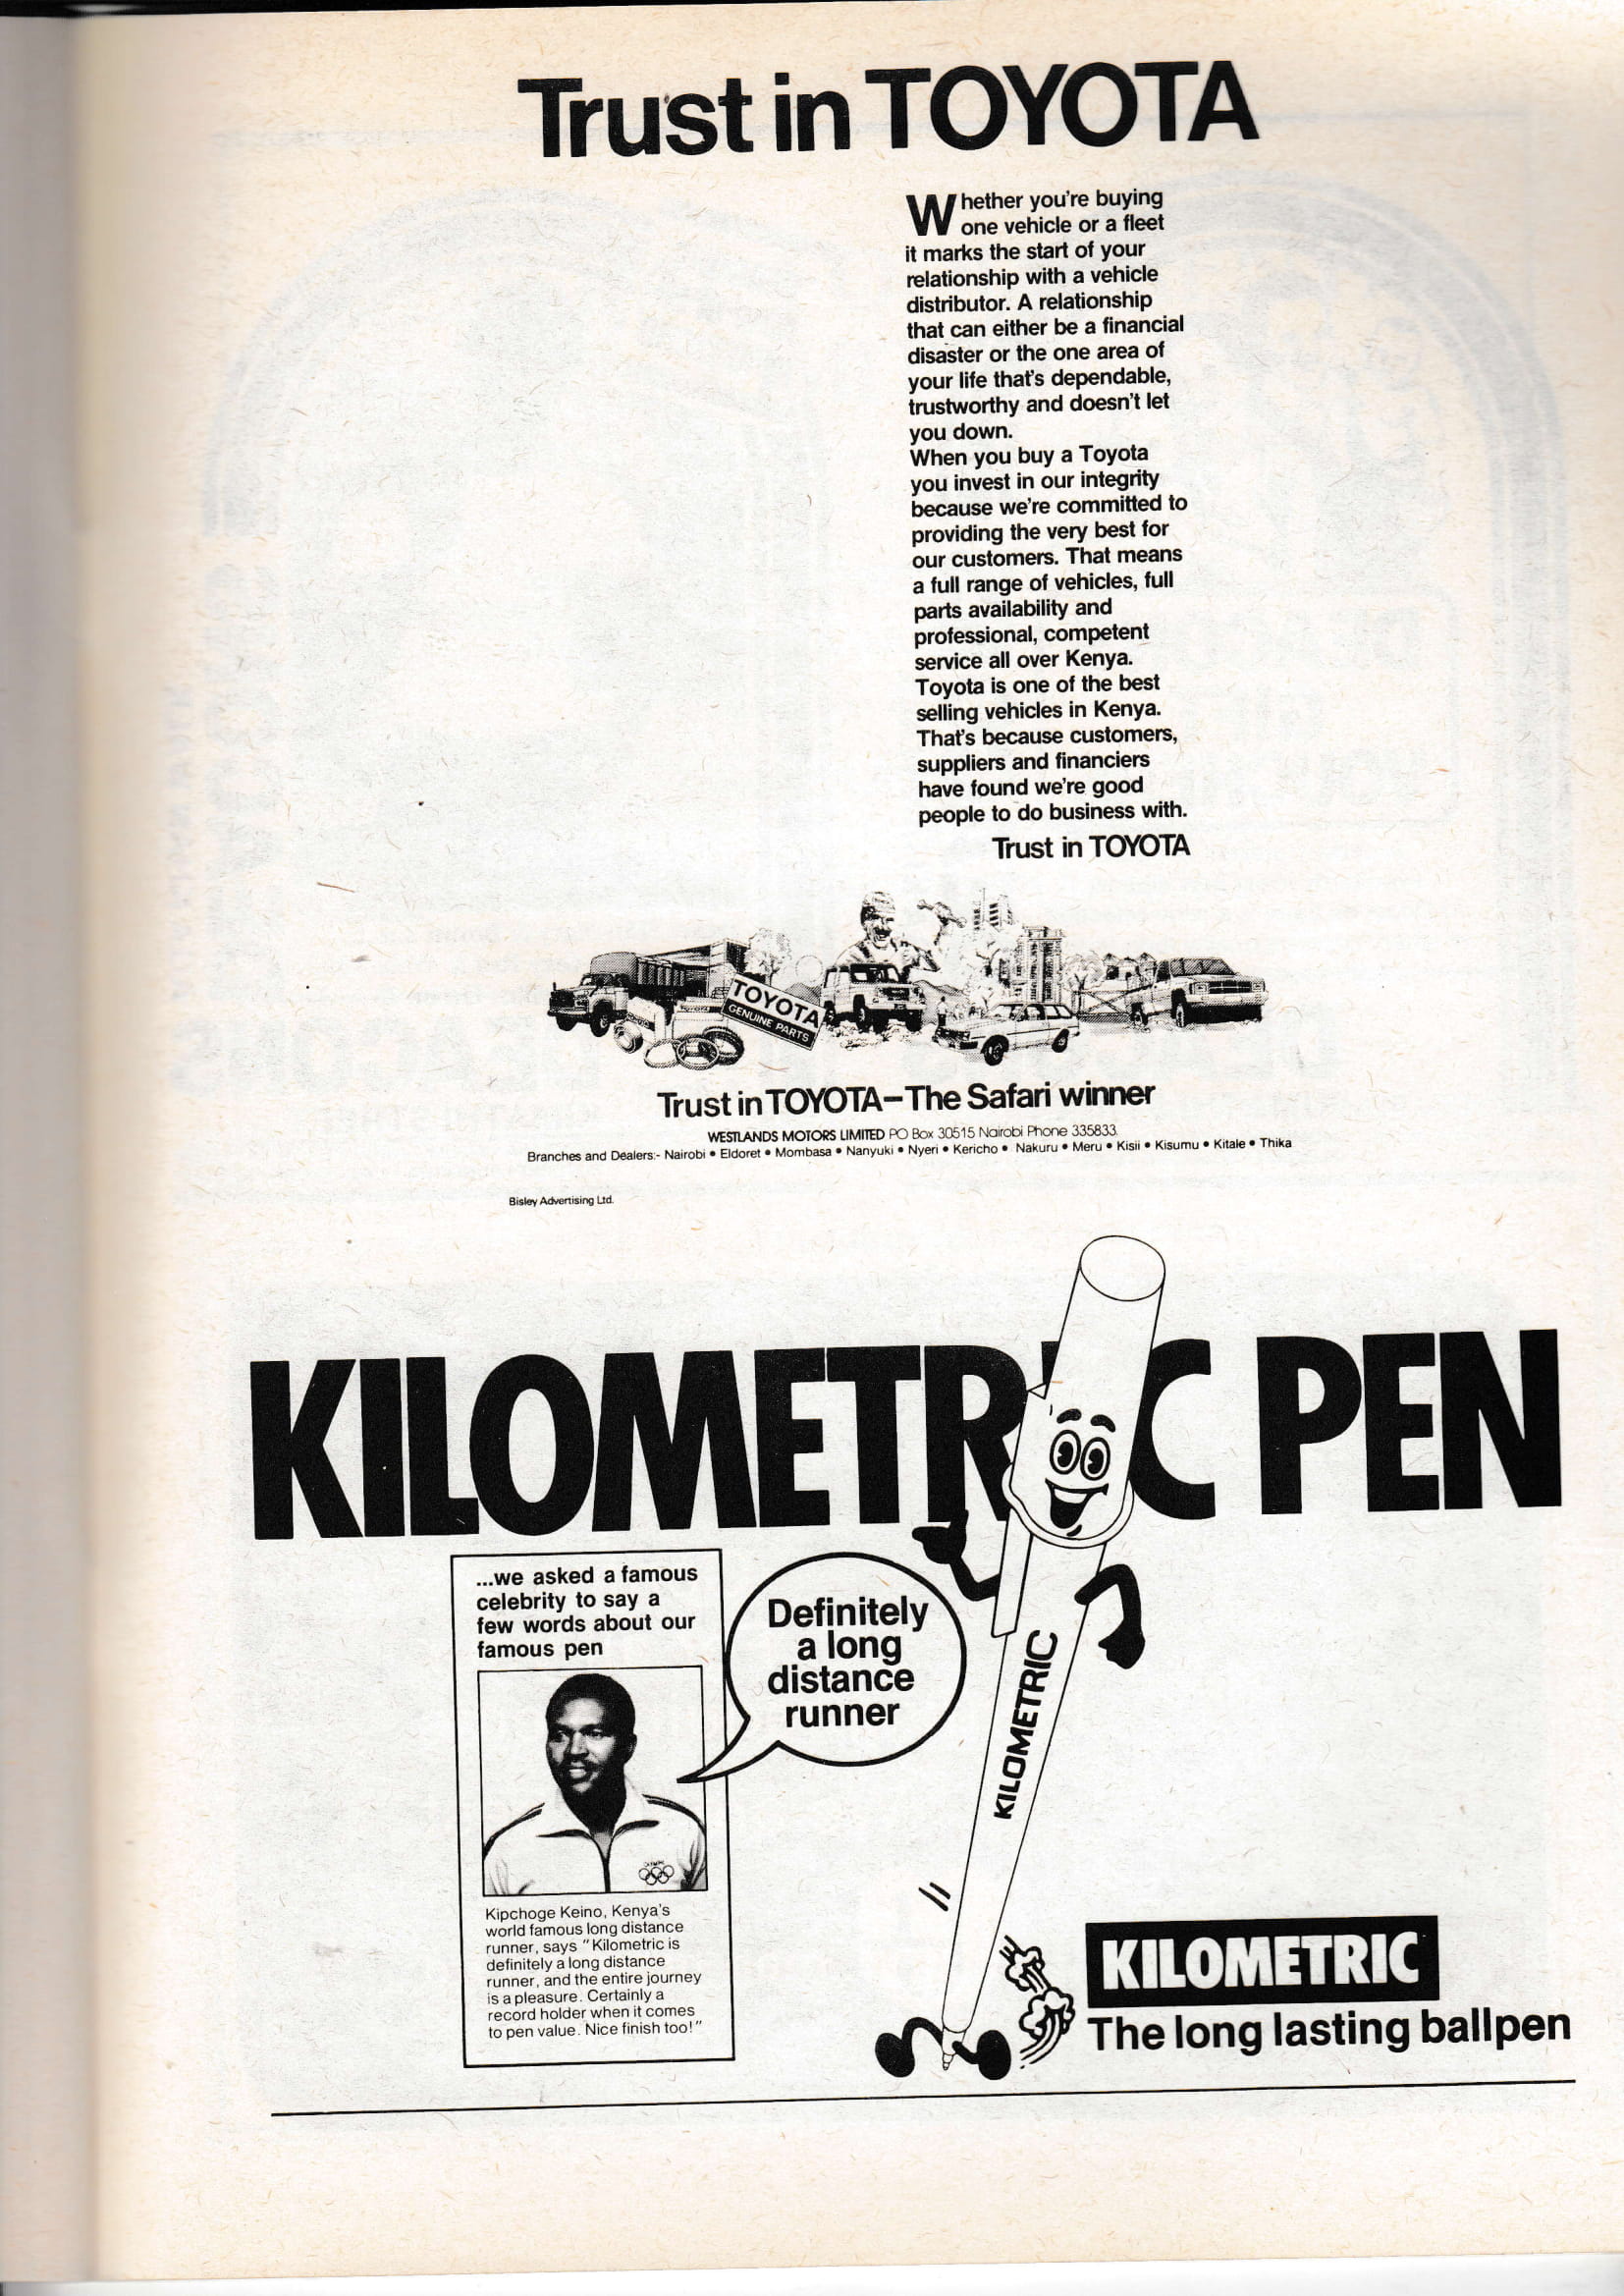 Trust in TOYOTA
Whether you're buying
one vehicle or a fleet
it marks the start of your
relationship with a vehicle
distributor. A relationship
that can either be a financial
disaster or the one area of
your life that's dependable,
trustworthy and doesn't let
you down.
When you buy a Toyota
you invest in our integrity
because we're committed to
providing the very best for
our customers. That means
a full range of vehicles, full
parts availability and
professional, competent
service all over Kenya.
Toyota is one of the best
selling vehicles in Kenya.
That's because customers,
suppliers and financiers
have found we're good
people to do business with.
Trust in TOYOTA
TOYOTA
GENUINE PARTS
Trust in TOYOTA–The Safari winner
WESTLANDS MOTORS LIMITED PO Box 30515 Nairobi Phone 335833
Branches and Dealers:- Nairobi • Eldoret • Mombasa • Nanyuki • Nyeri • Kericho • Nakuru • Meru • Kisii • Kisumu • Kitale • Thika
Bisley Advertising Ltd.
KILOMETRIC PEN
...we asked a famous
celebrity to say a
few words about our
famous pen
Definitely
a long
distance
runner
KILOMETRIC
Kipchoge Keino, Kenya's
world famous long distance
runner, says "Kilometric is
definitely a long distance
runner, and the entire journey
is a pleasure. Certainly a
record holder when it comes
to pen value. Nice finish too!"
KILOMETRIC
The long lasting ballpen